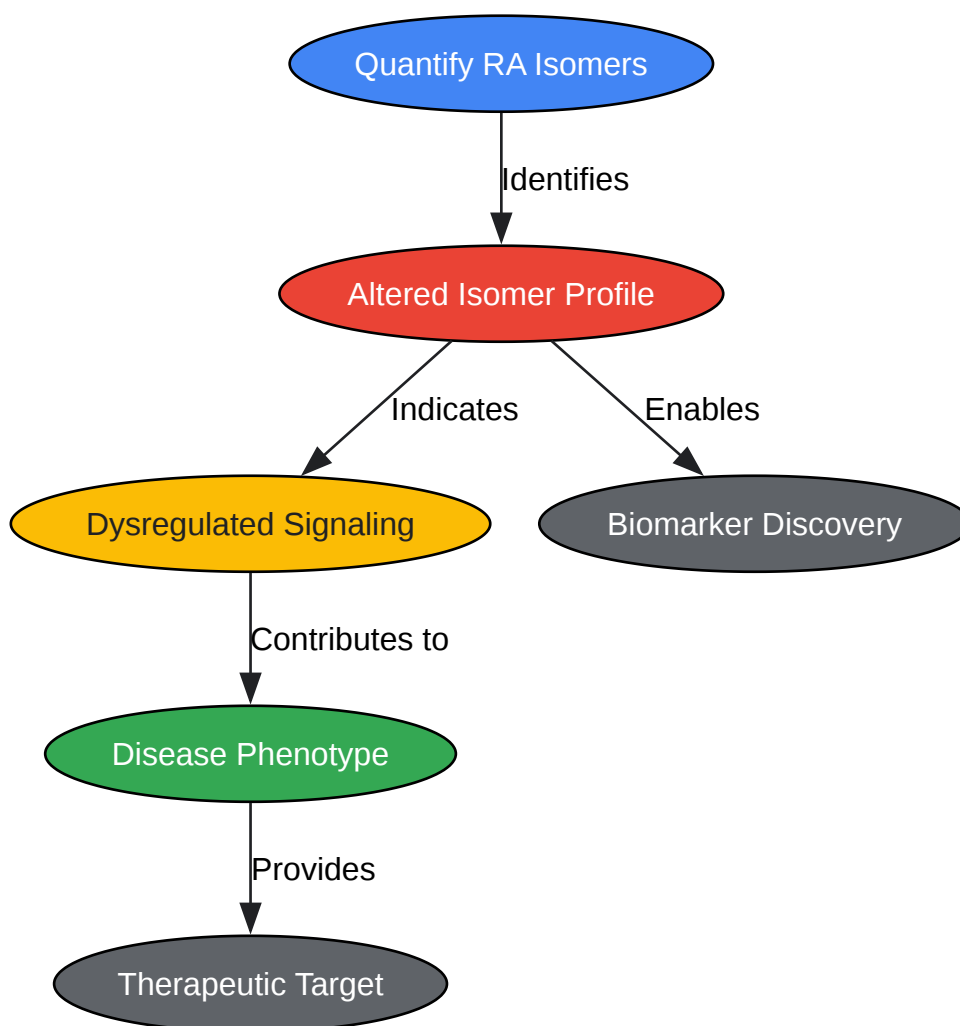 Quantify RA Isomers
Identifies
Altered Isomer Profile
Indicates
Enables
Dysregulated Signaling
Biomarker Discovery
Contributes to
Disease Phenotype
Provides
Therapeutic Target